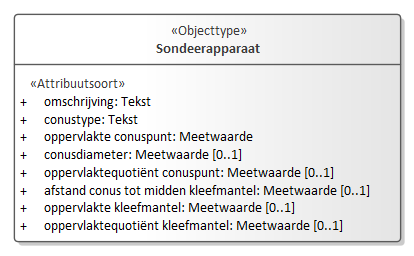 «Objecttype»
Sondeerapparaat
«Attribuutsoort»
+ omschrijving: Tekst
+ conustype: Tekst
+ oppervlakte conuspunt: Meetwaarde
+ conusdiameter: Meetwaarde [0..1]
+ oppervlaktequotiënt conuspunt: Meetwaarde [0..1]
+ afstand conus tot midden kleefmantel: Meetwaarde [0..1]
+ oppervlakte kleefmantel: Meetwaarde [0..1]
+ oppervlaktequotiënt kleefmantel: Meetwaarde [0..1]